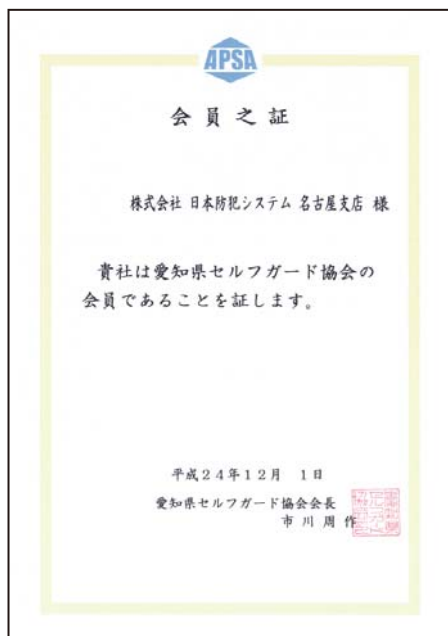 APSA
会員之証
株式会社 日本防犯システム 名古屋支店 様
貴社は愛知県セルフガード協会の
会員であることを証します。
平成24年12月 1日
愛知県セルフガード協会会長
市川周作